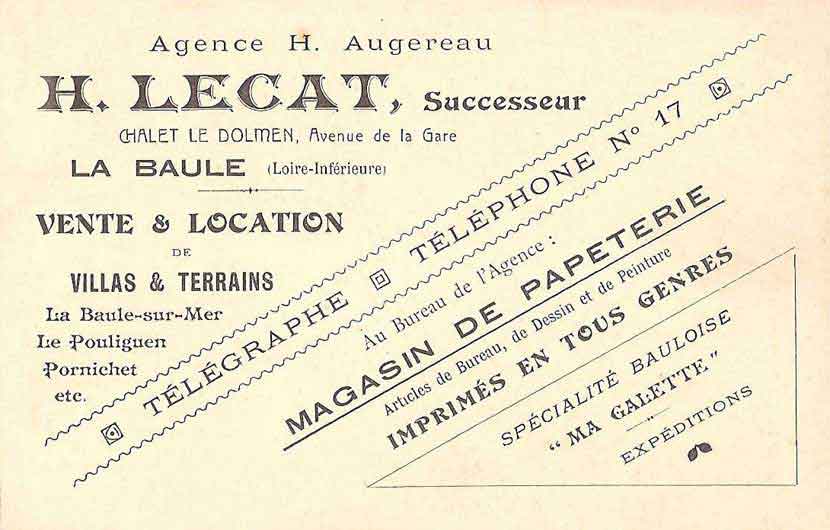 Agence H. Augereau
H. LECAT, Successeur
CHALET LE DOLMEN, Avenue de la Gare
LA BAULE (Loire-Inférieure)
VENTE & LOCATION
DE
VILLAS & TERRAINS
La Baule-sur-Mer
Le Pouliguen
Pornichet
etc.
TÉLÉGRAPHE TÉLÉPHONE No 17
Au Bureau de l'Agence :
MAGASIN DE PAPETERIE
Articles de Bureau, de Dessin et de Peinture
IMPRIMÉS EN TOUS GENRES
SPÉCIALITÉ BAULOISE
"MA GALETTE"
EXPÉDITIONS